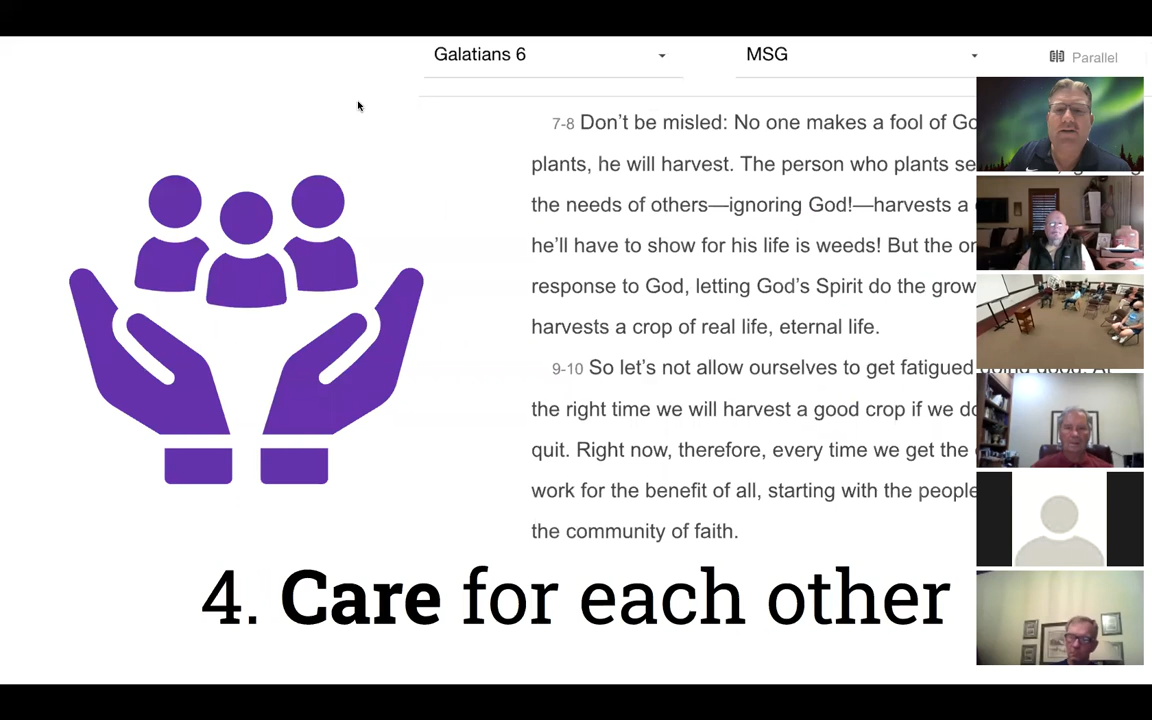 Galatians 6
MSG
Parallel
7-8 Don’t be misled: No one makes a fool of
plants, he will harvest. The person who plants
the needs of others—ignoring God!—harvests a
he’ll have to show for his life is weeds! But the
response to God, letting God’s Spirit do the
harvests a crop of real life, eternal life.
9-10 So let’s not allow ourselves to get fatigued doing good. At
the right time we will harvest a good crop if we
quit. Right now, therefore, every time we get the
work for the benefit of all, starting with the people
the community of faith.
4. Care for each other